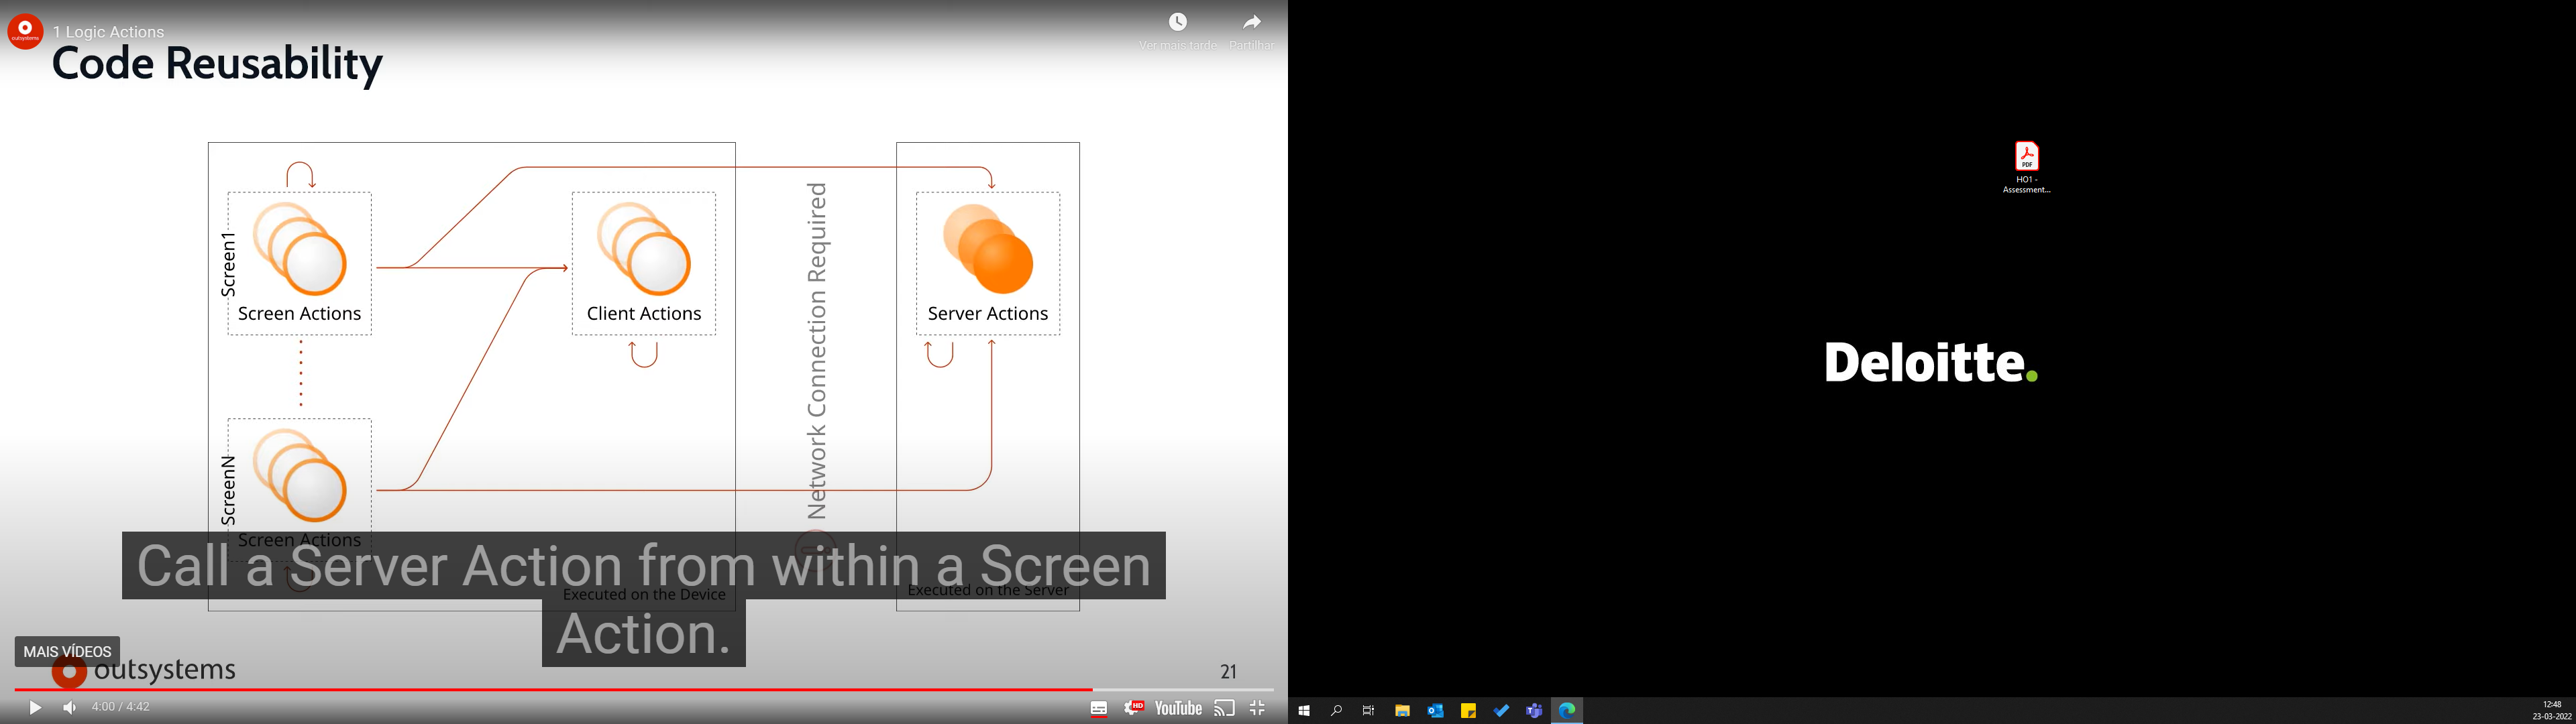 outsystems
1 Logic Actions
Ver mais tarde
Partilhar
Code Reusability
Screen1
Screen Actions
Client Actions
Network Connection Required
Server Actions
ScreenN
Screen Actions
Executed on the Device
Executed on the Server
Call a Server Action from within a Screen
Action.
MAIS VÍDEOS
outsystems
21
4:00 / 4:42
HD
YouTube
PDF
HO1 -
Assessment...
Deloitte.
12:48
23-03-2022